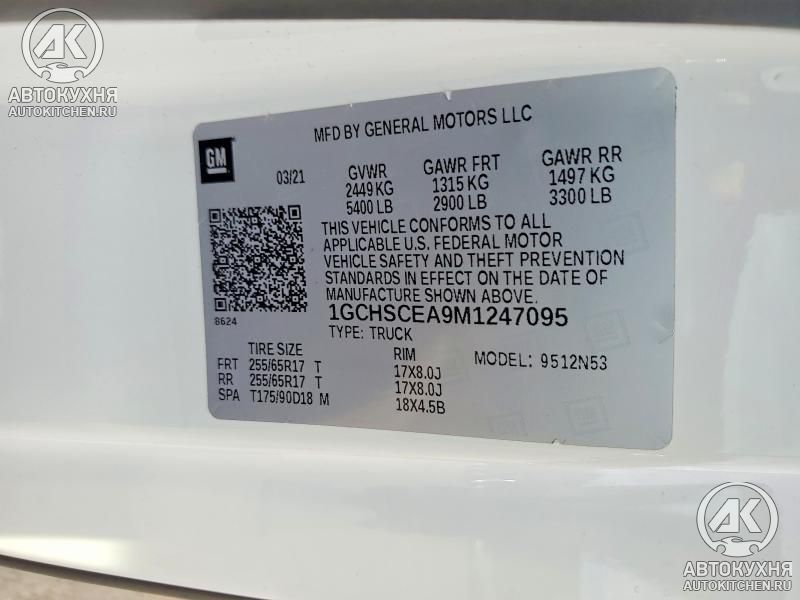 АК
АВТОКУХНЯ
AUTOKITCHEN.RU
MFD BY GENERAL MOTORS LLC
GM
03/21
GVWR GAWR FRT GAWR RR
2449 KG 1315 KG 1497 KG
5400 LB 2900 LB 3300 LB
THIS VEHICLE CONFORMS TO ALL
APPLICABLE U.S. FEDERAL MOTOR
VEHICLE SAFETY AND THEFT PREVENTION
STANDARDS IN EFFECT ON THE DATE OF
MANUFACTURE SHOWN ABOVE.
8624
1GCHSCEA9M1247095
TYPE: TRUCK
TIRE SIZE RIM MODEL: 9512N53
FRT 255/65R17 T 17X8.0J
RR 255/65R17 T 17X8.0J
SPA T175/90D18 M 18X4.5B
АК
АВТОКУХНЯ
AUTOKITCHEN.RU